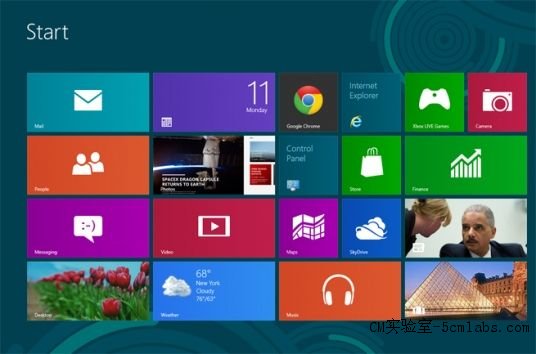 Start
Mail
11
Monday
Google Chrome
Internet
Explorer
Xbox LIVE Games
Camera
People
SPACEX DRAGON CAPSULE
RETURNS TO EARTH
Photos
Control
Panel
Store
Finance
Messaging
Video
Maps
SkyDrive
Desktop
68°
New York
Cloudy
76°/63°
Weather
Music
CM实验室-5cmlabs.com